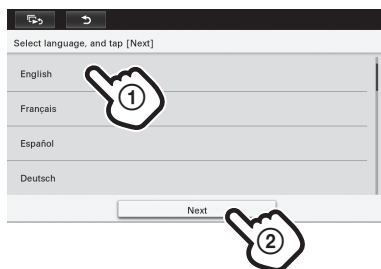 Select language, and tap [Next]
English
①
Français
Español
Deutsch
Next
②